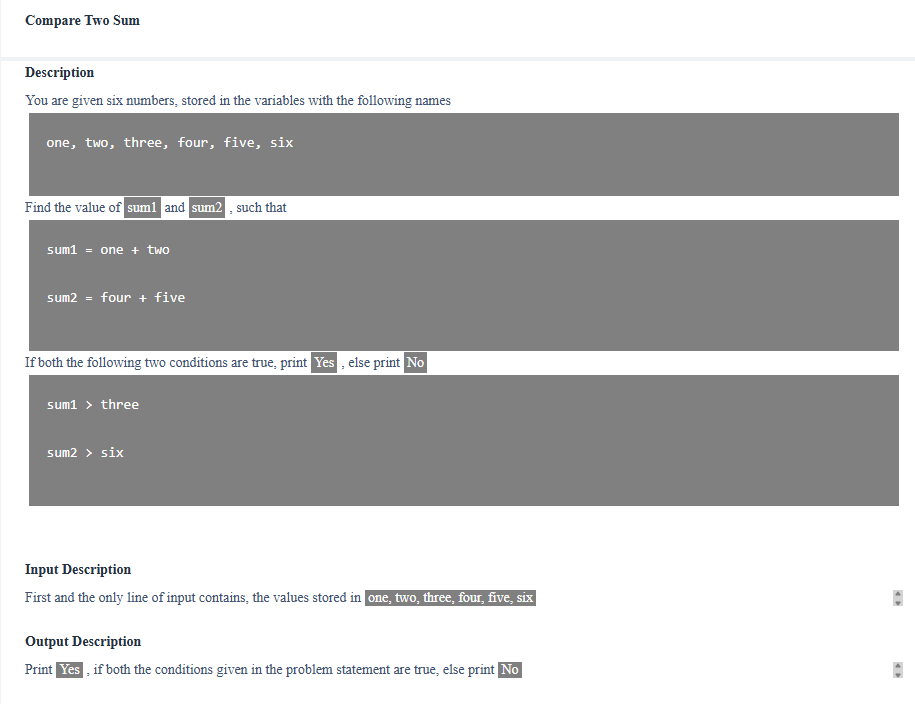 Compare Two Sum
Description
You are given six numbers, stored in the variables with the following names
one, two, three, four, five, six
Find the value of sum1 and sum2 , such that
sum1 = one + two
sum2 = four + five
If both the following two conditions are true, print Yes , else print No
sum1 > three
sum2 > six
Input Description
First and the only line of input contains, the values stored in one, two, three, four, five, six
Output Description
Print Yes , if both the conditions given in the problem statement are true, else print No